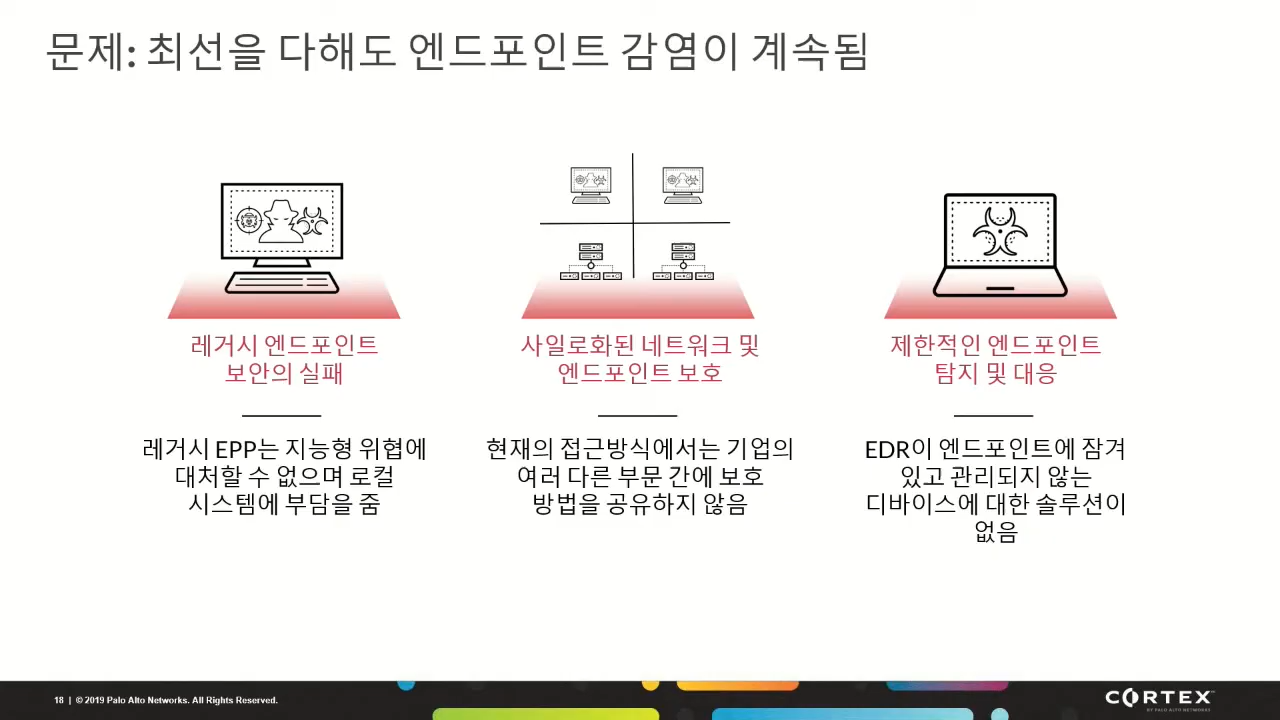 문제: 최선을 다해도 엔드포인트 감염이 계속됨
레거시 엔드포인트
보안의 실패
레거시 EPP는 지능형 위협에
대처할 수 없으며 로컬
시스템에 부담을 줌
사일로화된 네트워크 및
엔드포인트 보호
현재의 접근방식에서는 기업의
여러 다른 부문 간에 보호
방법을 공유하지 않음
제한적인 엔드포인트
탐지 및 대응
EDR이 엔드포인트에 잠겨
있고 관리되지 않는
디바이스에 대한 솔루션이
없음
18 | © 2019 Palo Alto Networks. All Rights Reserved.
CORTEX™
BY PALO ALTO NETWORKS